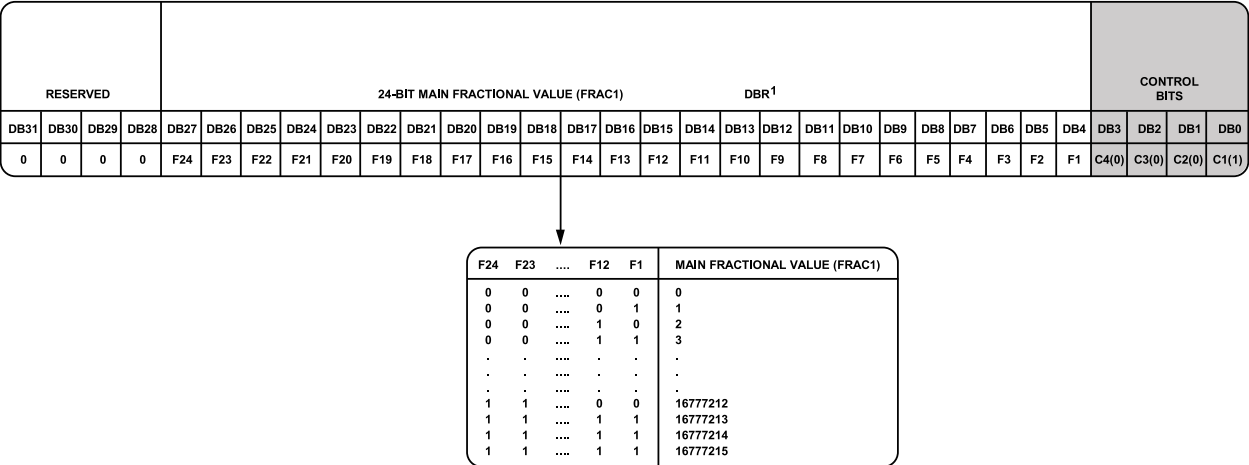 RESERVED 24-BIT MAIN FRACTIONAL VALUE (FRAC1) DBR1 CONTROL
BITS
DB31 DB30 DB29 DB28 DB27 DB26 DB25 DB24 DB23 DB22 DB21 DB20 DB19 DB18 DB17 DB16 DB15 DB14 DB13 DB12 DB11 DB10 DB9 DB8 DB7 DB6 DB5 DB4 DB3 DB2 DB1 DB0
0 0 0 0 F24 F23 F22 F21 F20 F19 F18 F17 F16 F15 F14 F13 F12 F11 F10 F9 F8 F7 F6 F5 F4 F3 F2 F1 C4(0) C3(0) C2(0) C1(1)
F24 F23 .... F12 F1 MAIN FRACTIONAL VALUE (FRAC1)
0 0 .... 0 0 0
0 0 .... 0 1 1
0 0 .... 1 0 2
0 0 .... 1 1 3
. . .... . . .
. . .... . . .
. . .... . . .
1 1 .... 0 0 16777212
1 1 .... 1 1 16777213
1 1 .... 1 1 16777214
1 1 .... 1 1 16777215